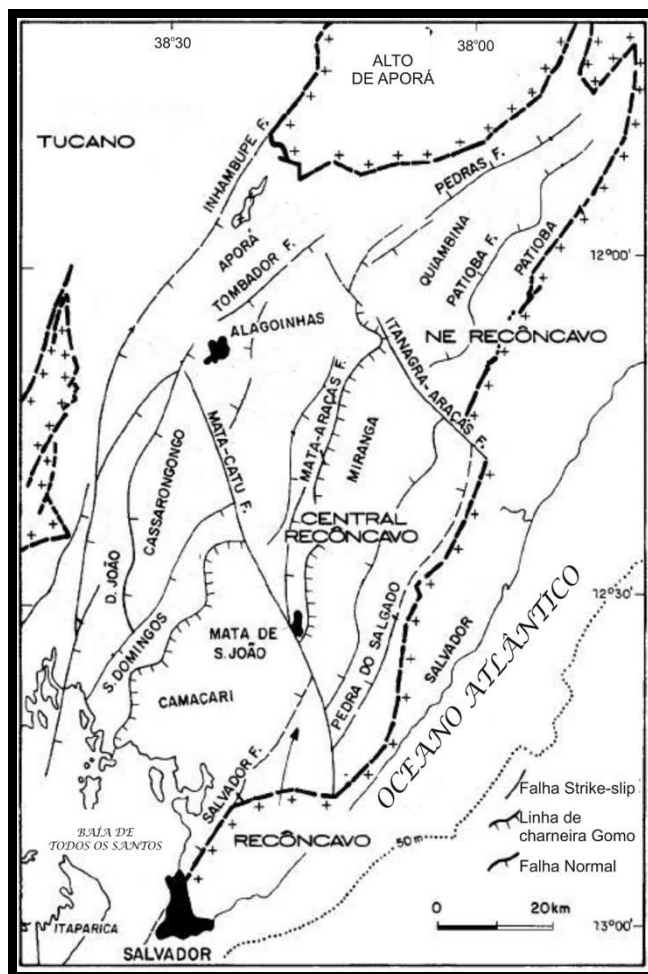 38°30'
38°00'
ALTO
DE APORÁ
TUCANO
INHAMBUPE F.
PEDRAS F.
APORÁ
TOMBADOR F.
QUIAMBINA
PATIOBA F.
PATIOBA
12°00'
ALAGOINHAS
NE RECÔNCAVO
ITANAGRA-ARAÇÁS F.
MATA-ARAÇÁS F.
MIRANGA
MATA-CATU F.
CASSARONGONGO
CENTRAL
RECÔNCAVO
D. JOÃO
12°30'
S. DOMINGOS
MATA DE
S. JOÃO
PEDRA DO SALGADO
SALVADOR
OCEANO ATLÂNTICO
CAMAÇARI
SALVADOR F.
Falha Strike-slip
Linha de
charneira Gomo
Falha Normal
BAÍA DE
TODOS OS SANTOS
RECÔNCAVO
50m
ITAPARICA
0 20km
13°00'
SALVADOR